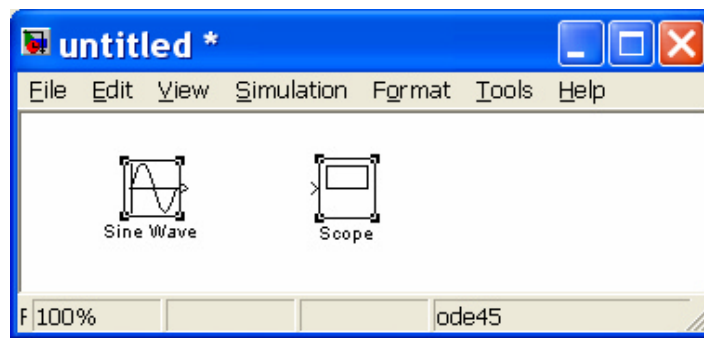 untitled *
File Edit View Simulation Format Tools Help
Sine Wave Scope
F 100% ode45